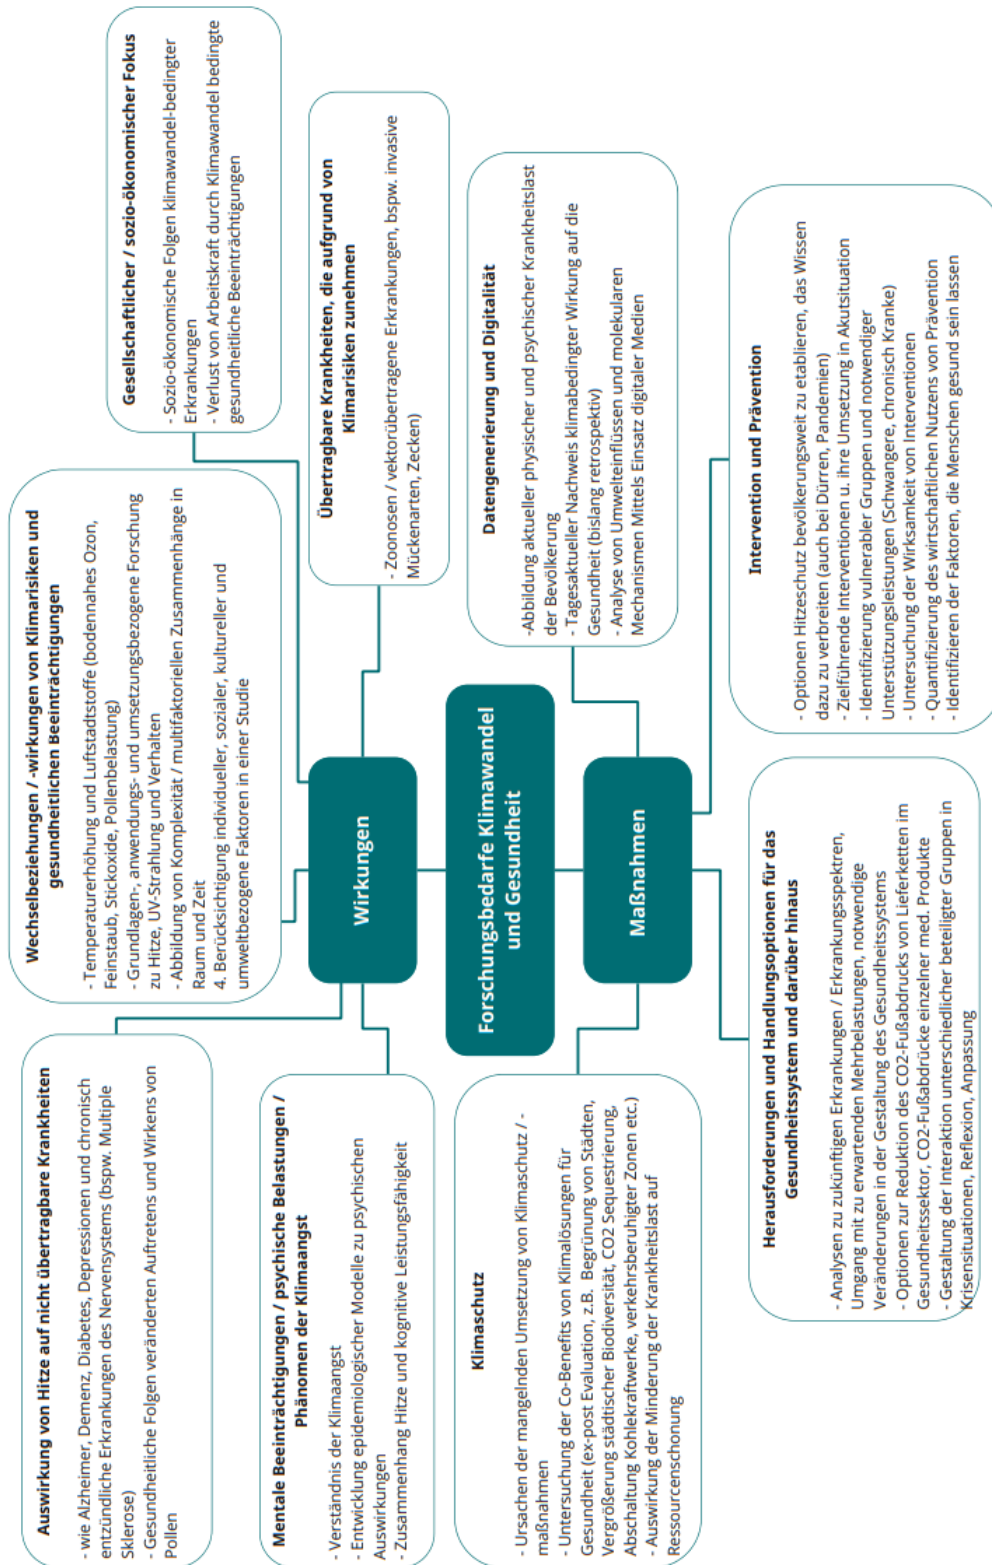 Auswirkung von Hitze auf nicht übertragbare Krankheiten
- wie Alzheimer, Demenz, Diabetes, Depressionen und chronisch
entzündliche Erkrankungen des Nervensystems (bspw. Multiple
Sklerose)
- Gesundheitliche Folgen veränderten Auftretens und Wirkens von
Pollen
Wechselbeziehungen / -wirkungen von Klimarisiken und
gesundheitlichen Beeinträchtigungen
- Temperaturerhöhung und Luftstadtstoffe (bodennahes Ozon,
Feinstaub, Stickoxide, Pollenbelastung)
- Grundlagen-, anwendungs- und umsetzungsbezogene Forschung
zu Hitze, UV-Strahlung und Verhalten
- Abbildung von Komplexität / multifaktoriellen Zusammenhänge in
Raum und Zeit
4. Berücksichtigung individueller, sozialer, kultureller und
umweltbezogene Faktoren in einer Studie
Gesellschaftlicher / sozio-ökonomischer Fokus
- Sozio-ökonomische Folgen klimawandel-bedingter
Erkrankungen
- Verlust von Arbeitskraft durch Klimawandel bedingte
gesundheitliche Beeinträchtigungen
Mentale Beeinträchtigungen / psychische Belastungen /
Phänomen der Klimaangst
- Verständnis der Klimaangst
- Entwicklung epidemiologischer Modelle zu psychischen
Auswirkungen
- Zusammenhang Hitze und kognitive Leistungsfähigkeit
Wirkungen
Übertragbare Krankheiten, die aufgrund von
Klimarisiken zunehmen
- Zoonosen / vektorübertragene Erkrankungen, bspw. invasive
Mückenarten, Zecken)
Forschungsbedarfe Klimawandel
und Gesundheit
Klimaschutz
- Ursachen der mangelnden Umsetzung von Klimaschutz / -
maßnahmen
- Untersuchung der Co-Benefits von Klimalösungen für
Gesundheit (ex-post Evaluation, z.B. Begrünung von Städten,
Vergrößerung städtischer Biodiversität, CO2 Sequestrierung,
Abschaltung Kohlekraftwerke, verkehrsberuhigter Zonen etc.)
- Auswirkung der Minderung der Krankheitslast auf
Ressourcenschonung
Maßnahmen
Datengenerierung und Digitalität
-Abbildung aktueller physischer und psychischer Krankheitslast
der Bevölkerung
- Tagesaktueller Nachweis klimabedingter Wirkung auf die
Gesundheit (bislang retrospektiv)
- Analyse von Umwelteinflüssen und molekularen
Mechanismen Mittels Einsatz digitaler Medien
Herausforderungen und Handlungsoptionen für das
Gesundheitssystem und darüber hinaus
- Analysen zu zukünftigen Erkrankungen / Erkrankungsspektren,
Umgang mit zu erwartenden Mehrbelastungen, notwendige
Veränderungen in der Gestaltung des Gesundheitssystems
- Optionen zur Reduktion des CO2-Fußabdrucks von Lieferketten im
Gesundheitssektor, CO2-Fußabdrücke einzelner med. Produkte
- Gestaltung der Interaktion unterschiedlicher beteiligter Gruppen in
Krisensituationen, Reflexion, Anpassung
Intervention und Prävention
- Optionen Hitzeschutz bevölkerungsweit zu etablieren, das Wissen
dazu zu verbreiten (auch bei Dürren, Pandemien)
- Zielführende Interventionen u. ihre Umsetzung in Akutsituation
- Identifizierung vulnerabler Gruppen und notwendiger
Unterstützungsleistungen (Schwangere, chronisch Kranke)
- Untersuchung der Wirksamkeit von Interventionen
- Quantifizierung des wirtschaftlichen Nutzens von Prävention
- Identifizieren der Faktoren, die Menschen gesund sein lassen